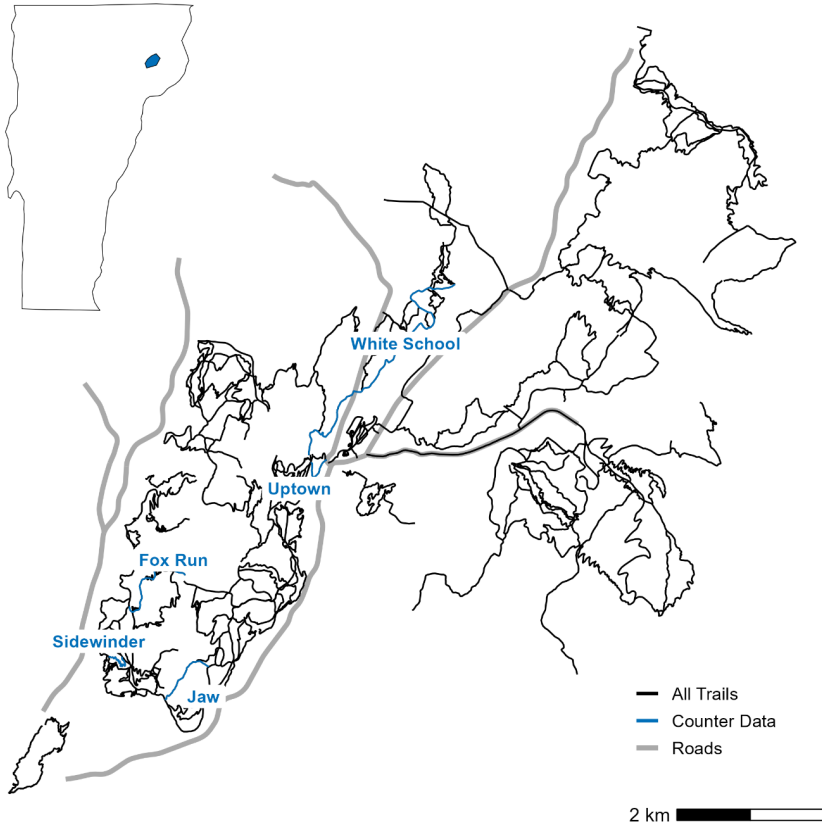 White School
Uptown
Fox Run
Sidewinder
Jaw
All Trails
Counter Data
Roads
2 km